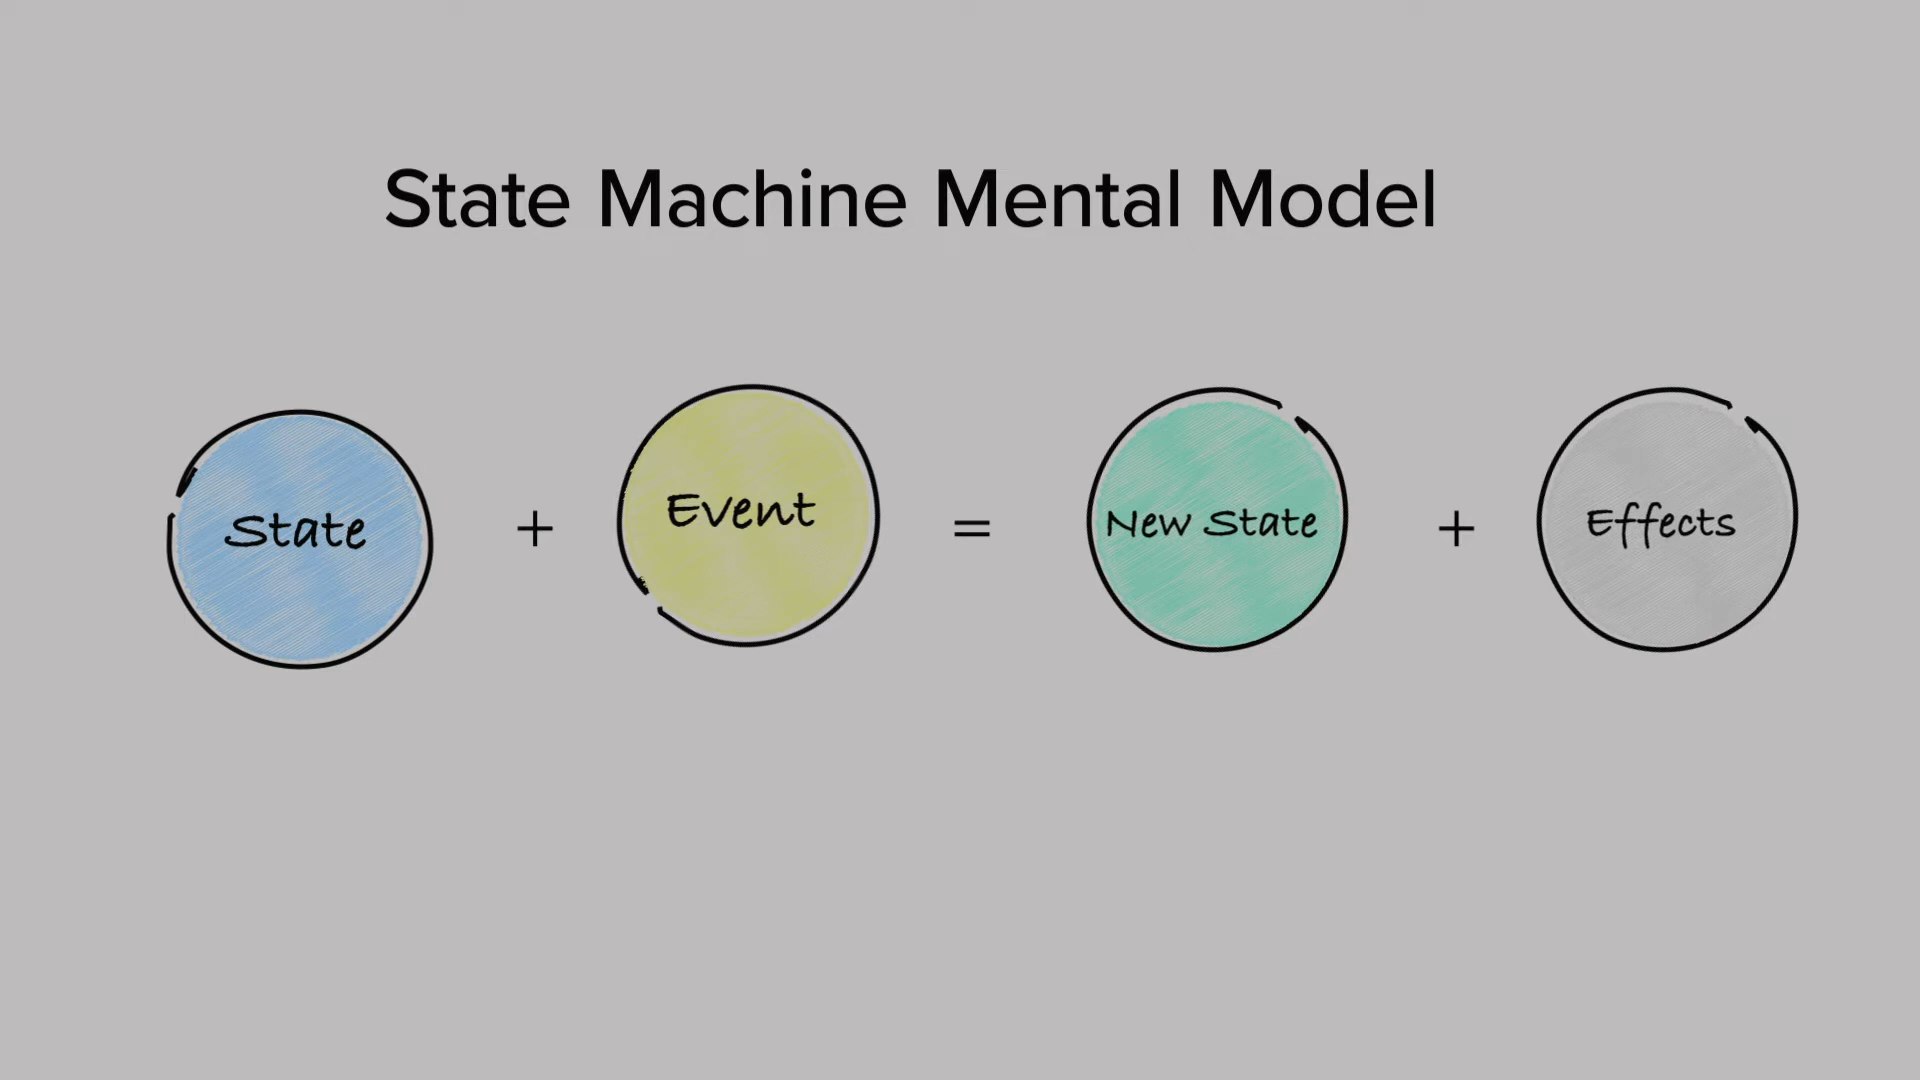 State Machine Mental Model
State + Event = New State + Effects